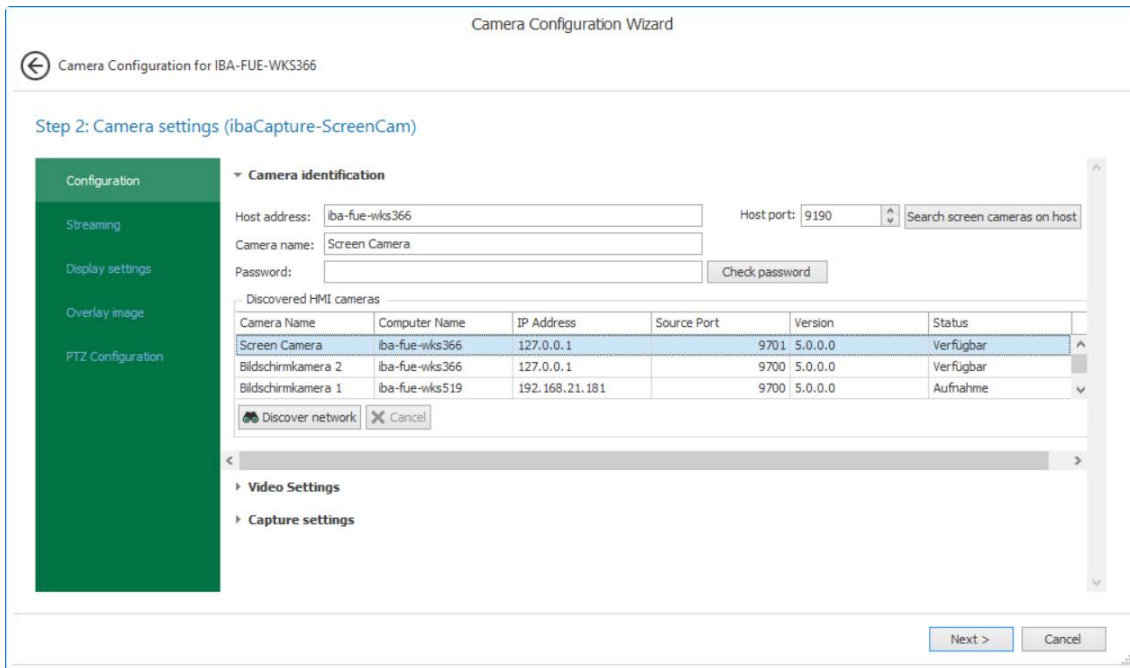 Camera Configuration Wizard
Camera Configuration for IBA-FUE-WKS366
Step 2: Camera settings (ibaCapture-ScreenCam)
Configuration
Streaming
Display settings
Overlay image
PTZ Configuration
Camera identification
Host address: iba-fue-wks366 Host port: 9190 Search screen cameras on host
Camera name: Screen Camera
Password: Check password
Discovered HMI cameras
Camera Name Computer Name IP Address Source Port Version Status
Screen Camera iba-fue-wks366 127.0.0.1 9701 5.0.0.0 Verfügbar
Bildschirmkamera 2 iba-fue-wks366 127.0.0.1 9700 5.0.0.0 Verfügbar
Bildschirmkamera 1 iba-fue-wks519 192.168.21.181 9700 5.0.0.0 Aufnahme
Discover network Cancel
Video Settings
Capture settings
Next > Cancel